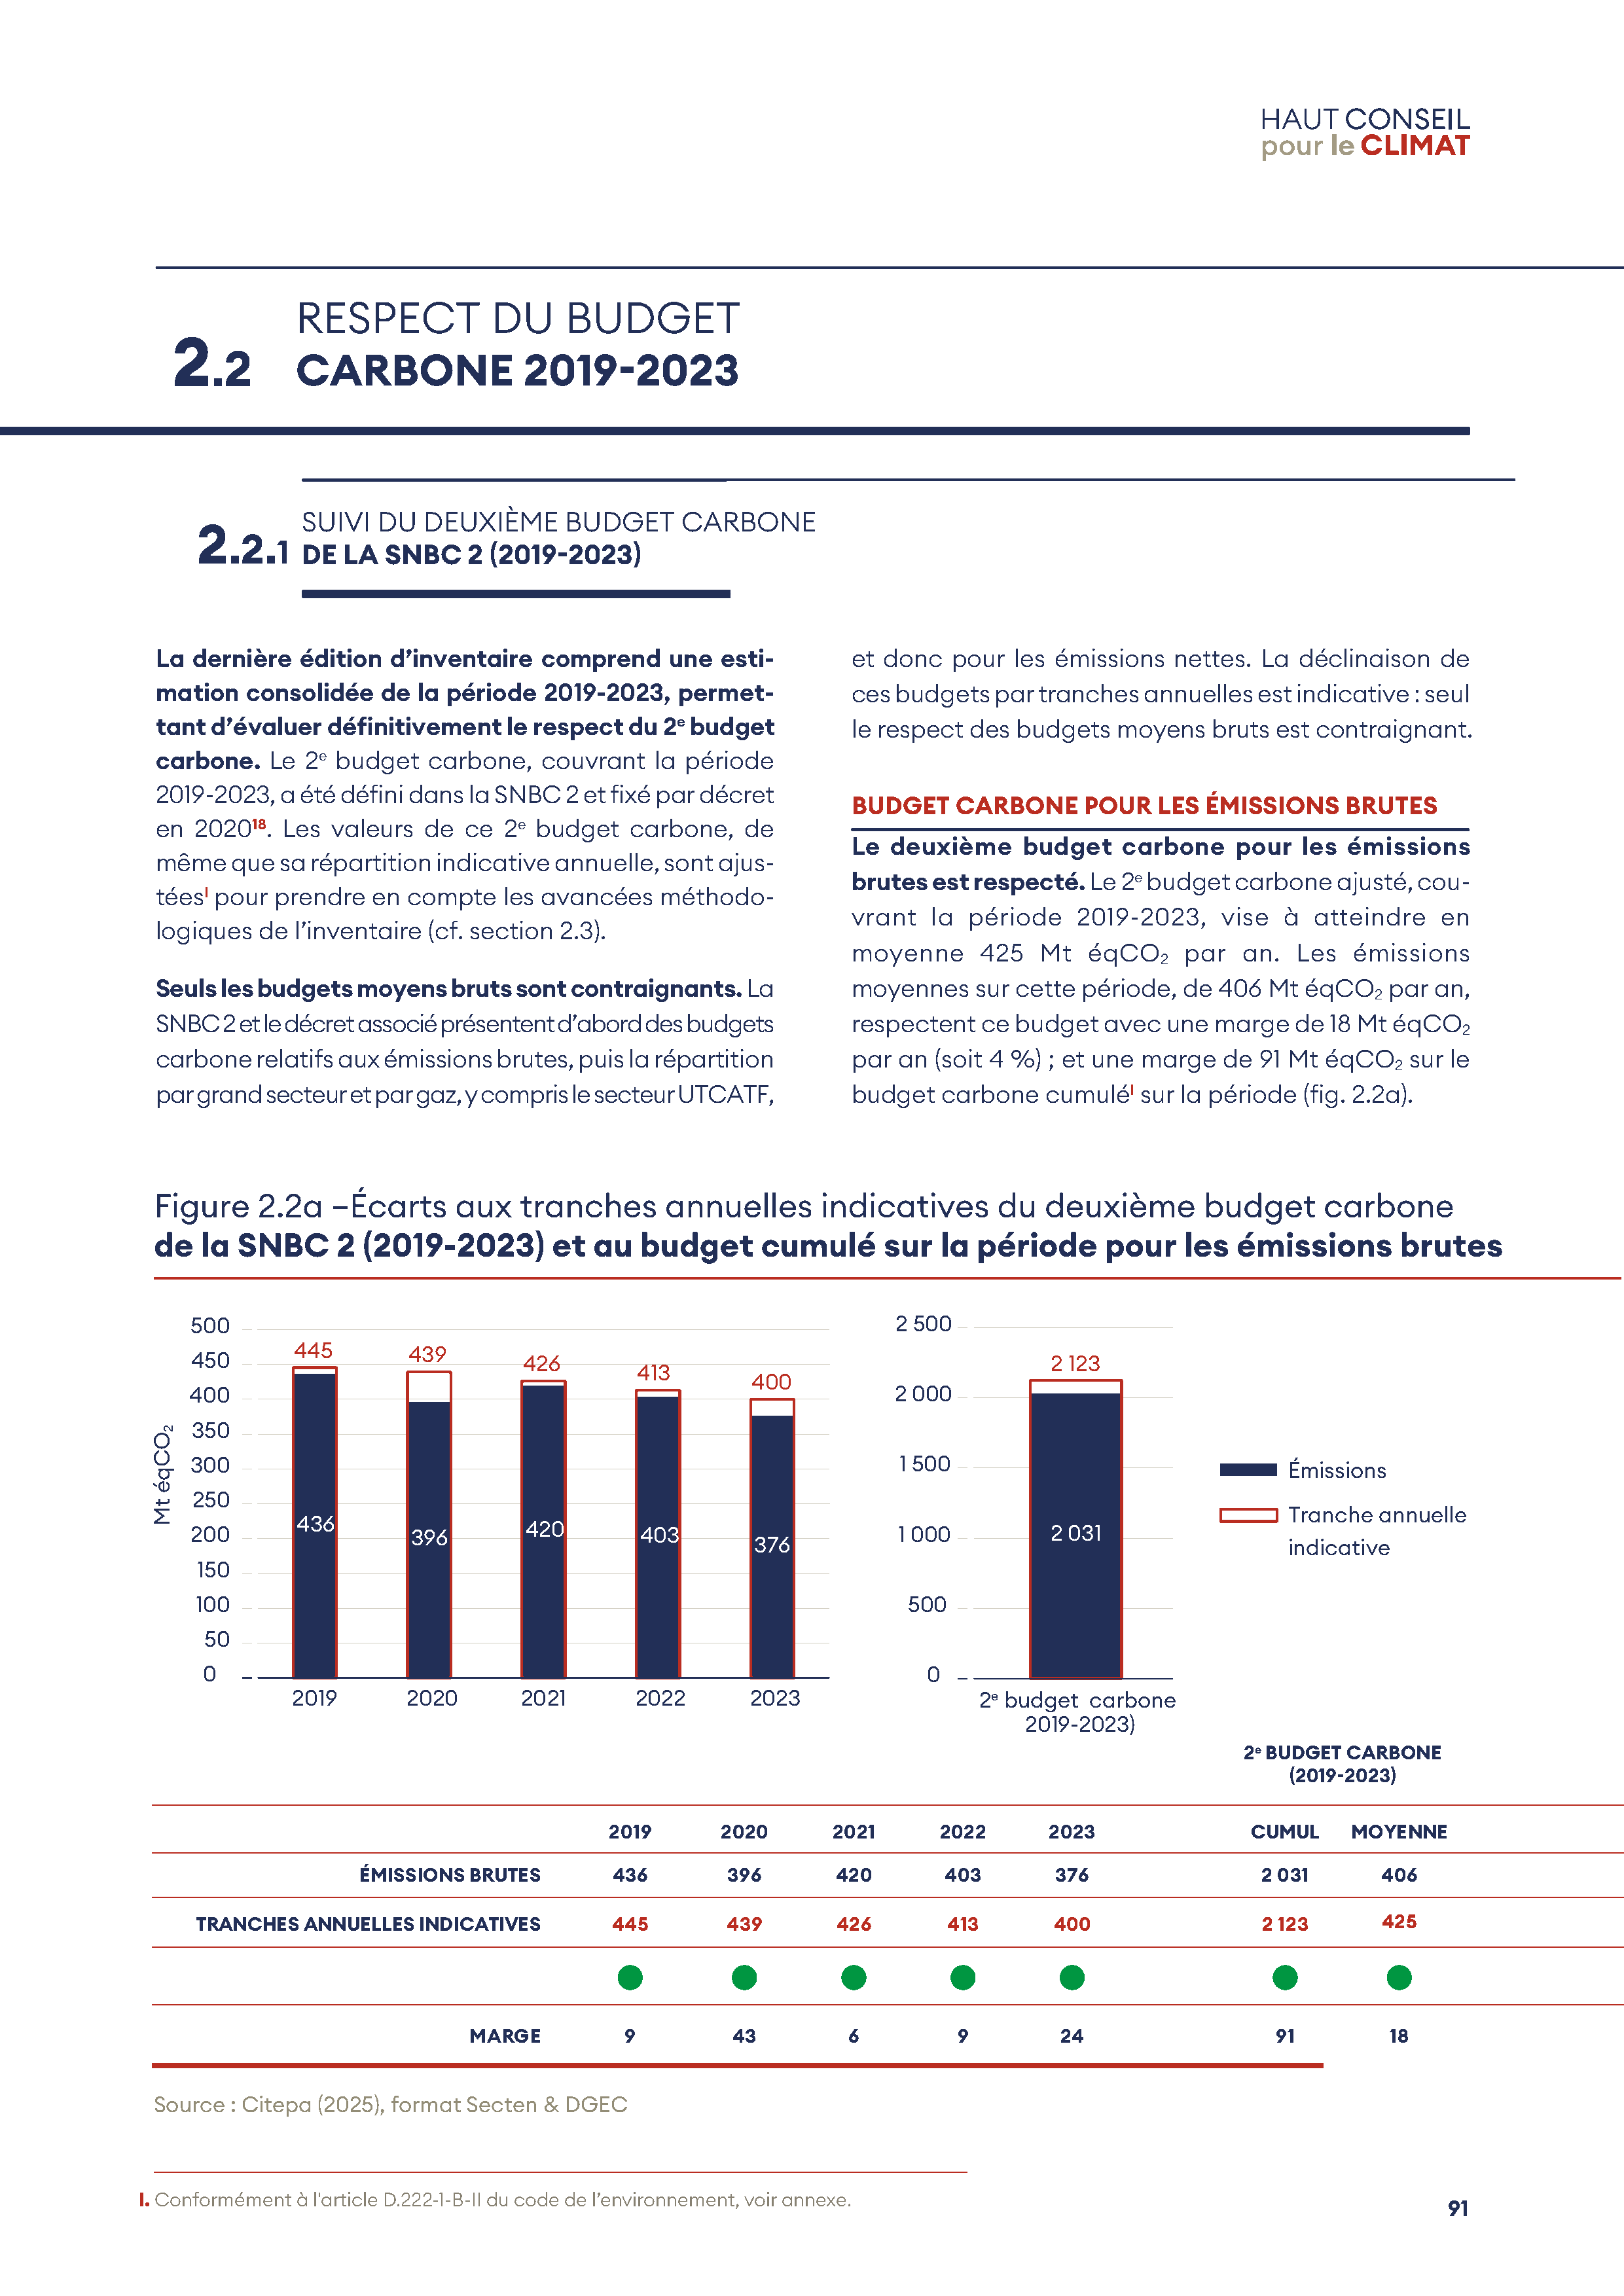 HAUT CONSEIL
pour le CLIMAT
2.2
RESPECT DU BUDGET
CARBONE 2019-2023
2.2.1
SUIVI DU DEUXIÈME BUDGET CARBONE
DE LA SNBC 2 (2019-2023)
La dernière édition d’inventaire comprend une esti-
mation consolidée de la période 2019-2023, permet-
tant d’évaluer définitivement le respect du 2e budget
carbone. Le 2e budget carbone, couvrant la période
2019-2023, a été défini dans la SNBC 2 et fixé par décret
en 2020¹⁸. Les valeurs de ce 2e budget carbone, de
même que sa répartition indicative annuelle, sont ajus-
téesI pour prendre en compte les avancées méthodo-
logiques de l’inventaire (cf. section 2.3).
Seuls les budgets moyens bruts sont contraignants. La
SNBC 2 et le décret associé présentent d’abord des budgets
carbone relatifs aux émissions brutes, puis la répartition
par grand secteur et par gaz, y compris le secteur UTCATF,
et donc pour les émissions nettes. La déclinaison de
ces budgets par tranches annuelles est indicative : seul
le respect des budgets moyens bruts est contraignant.
BUDGET CARBONE POUR LES ÉMISSIONS BRUTES
Le deuxième budget carbone pour les émissions
brutes est respecté. Le 2e budget carbone ajusté, cou-
vrant la période 2019-2023, vise à atteindre en
moyenne 425 Mt éqCO₂ par an. Les émissions
moyennes sur cette période, de 406 Mt éqCO₂ par an,
respectent ce budget avec une marge de 18 Mt éqCO₂
par an (soit 4 %) ; et une marge de 91 Mt éqCO₂ sur le
budget carbone cumuléI sur la période (fig. 2.2a).
Figure 2.2a –Écarts aux tranches annuelles indicatives du deuxième budget carbone
de la SNBC 2 (2019-2023) et au budget cumulé sur la période pour les émissions brutes
Mt éqCO₂
500
450
400
350
300
250
200
150
100
50
0
445 439 426 413 400
436 396 420 403 376
2019 2020 2021 2022 2023
2 500
2 000
1 500
1 000
500
0
2 123
2 031
2e budget carbone
2019-2023)
Émissions
Tranche annuelle
indicative
2e BUDGET CARBONE
(2019-2023)
2019 2020 2021 2022 2023 CUMUL MOYENNE
ÉMISSIONS BRUTES 436 396 420 403 376 2 031 406
TRANCHES ANNUELLES INDICATIVES 445 439 426 413 400 2 123 425
MARGE 9 43 6 9 24 91 18
Source : Citepa (2025), format Secten & DGEC
I. Conformément à l'article D.222-1-B-II du code de l’environnement, voir annexe.
91